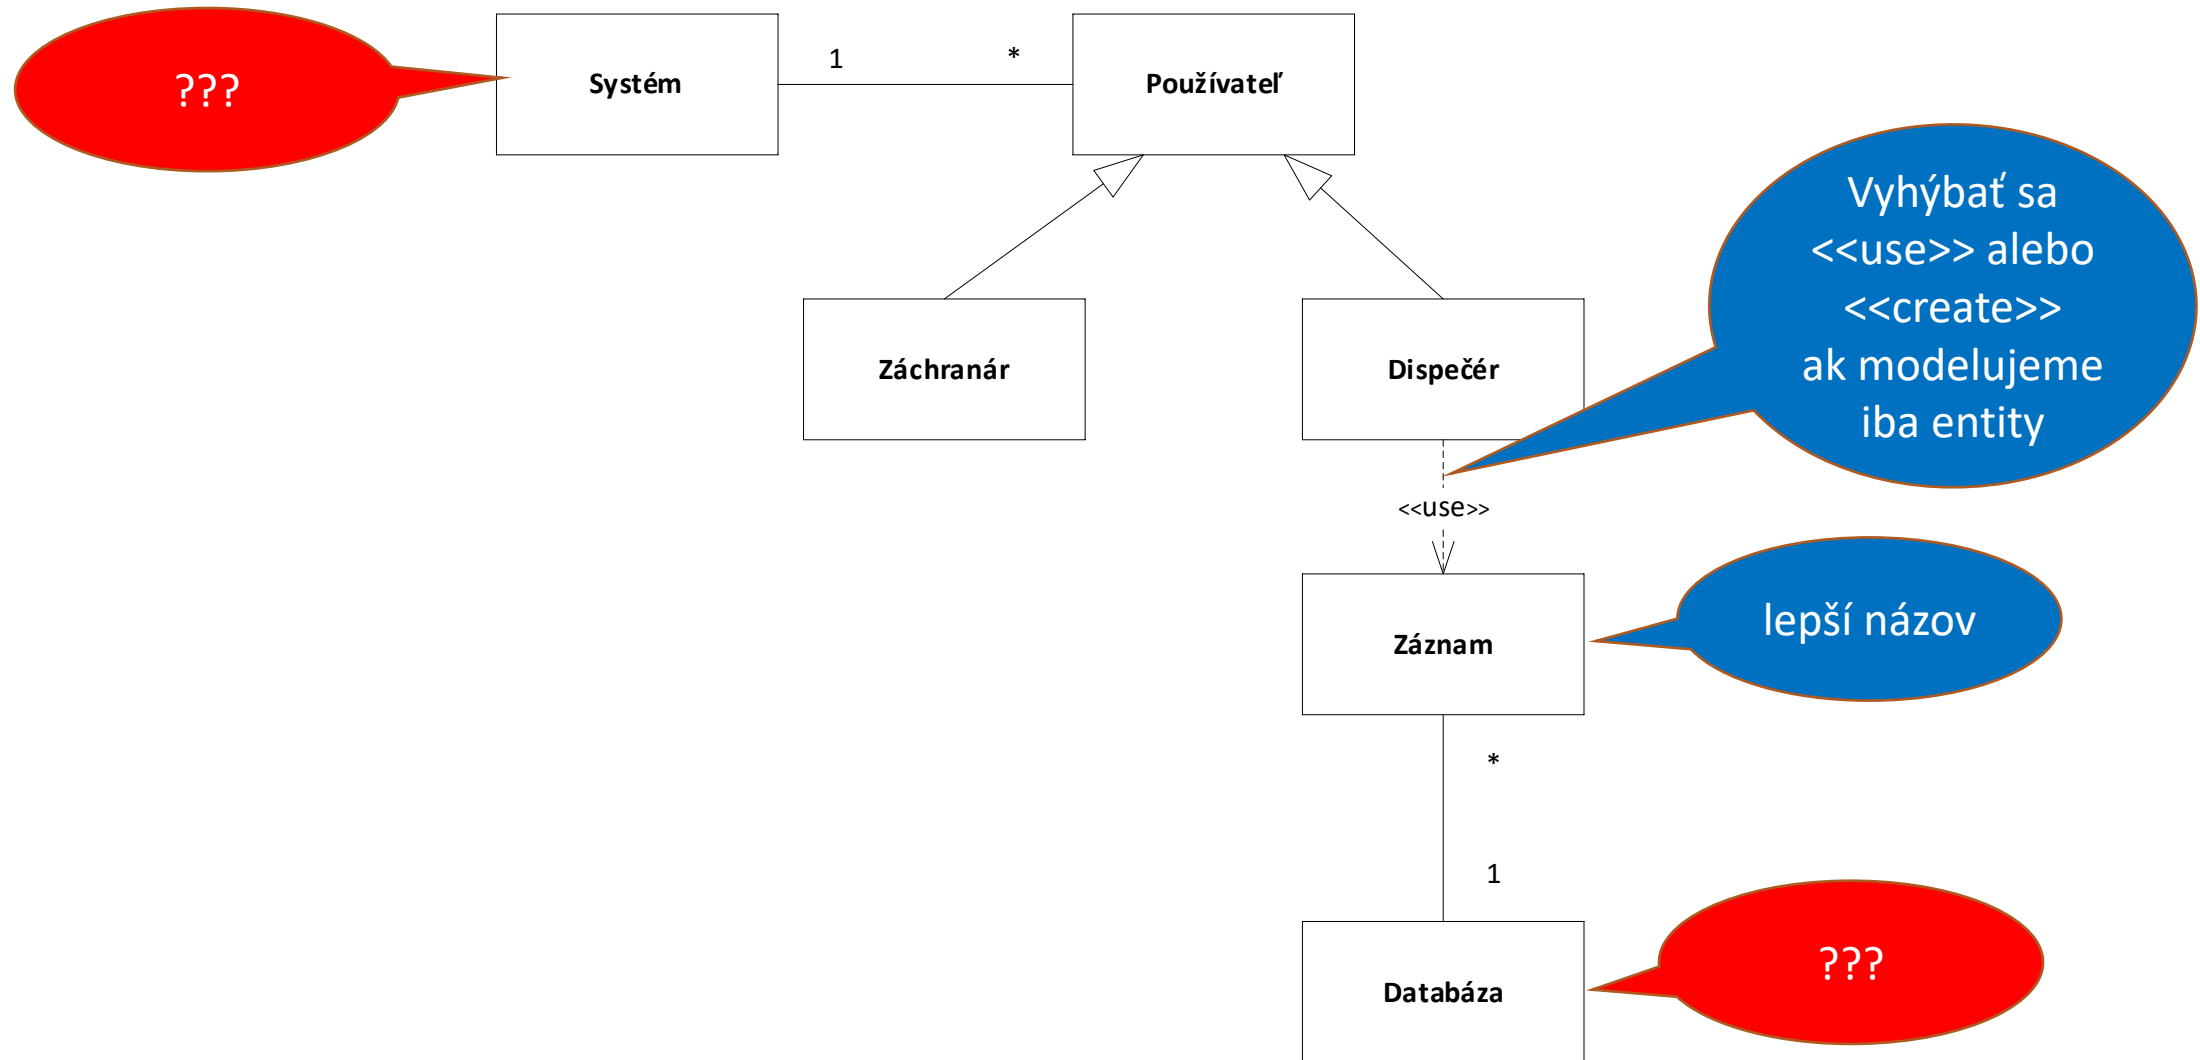 ???
Systém
1
*
Používateľ
Vyhýbať sa
<<use>> alebo
<<create>>
ak modelujeme
iba entity
Záchranár
Dispečér
<<use>>
Záznam
lepší názov
*
1
Databáza
???